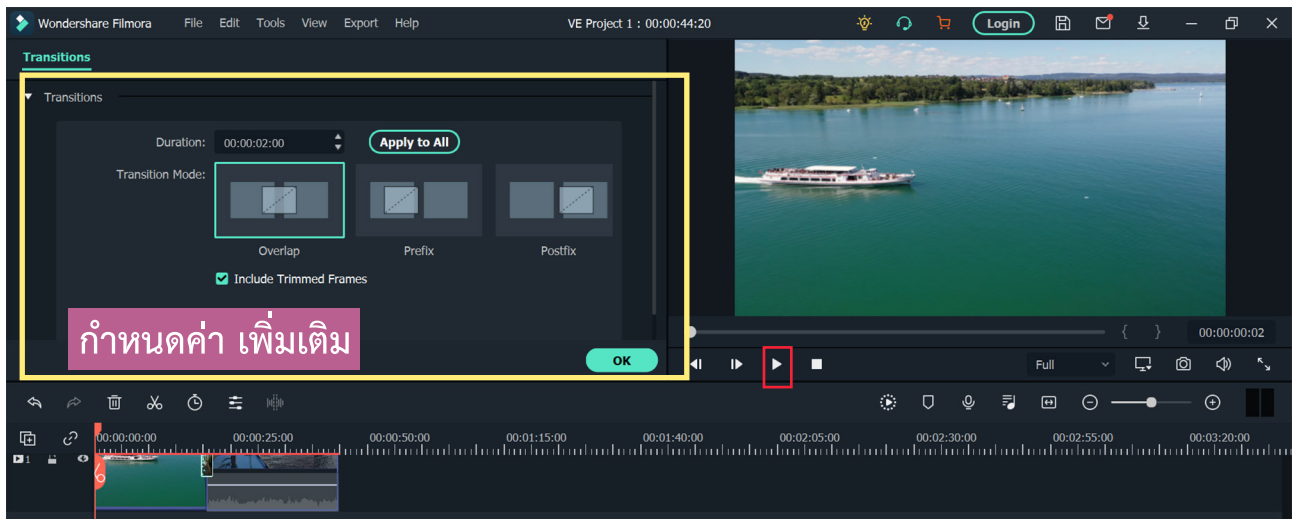 Wondershare Filmora File Edit Tools View Export Help VE Project 1 : 00:00:44:20 Login
Transitions
Transitions
Duration: 00:00:02:00 Apply to All
Transition Mode:
Overlap Prefix Postfix
Include Trimmed Frames
กำหนดค่า เพิ่มเติม
OK
{ } 00:00:00:02
Full
00:00:00:00 00:00:25:00 00:00:50:00 00:01:15:00 00:01:40:00 00:02:05:00 00:02:30:00 00:02:55:00 00:03:20:00
1